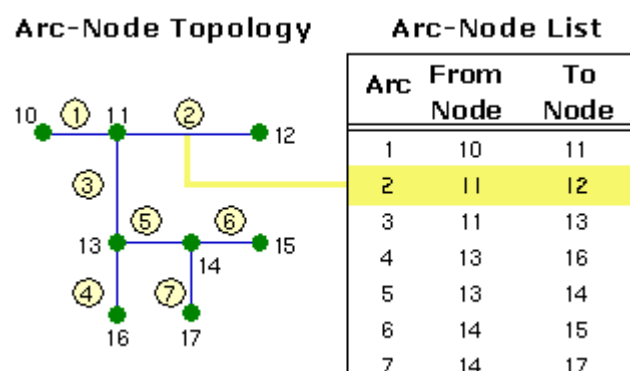 Arc-Node Topology
10 1 11 2 12
3
5 6
13 15
14
4 7
16 17
Arc-Node List
Arc From Node To Node
1 10 11
2 11 12
3 11 13
4 13 16
5 13 14
6 14 15
7 14 17